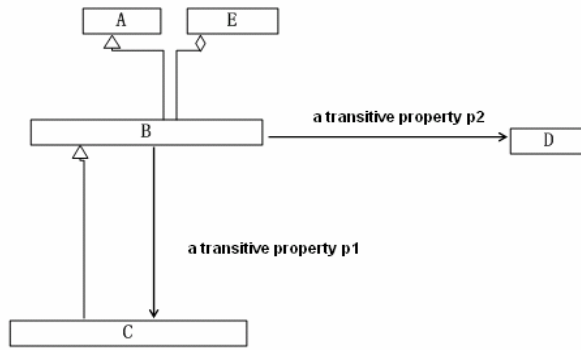 A
E
B
a transitive property p2
D
a transitive property p1
C